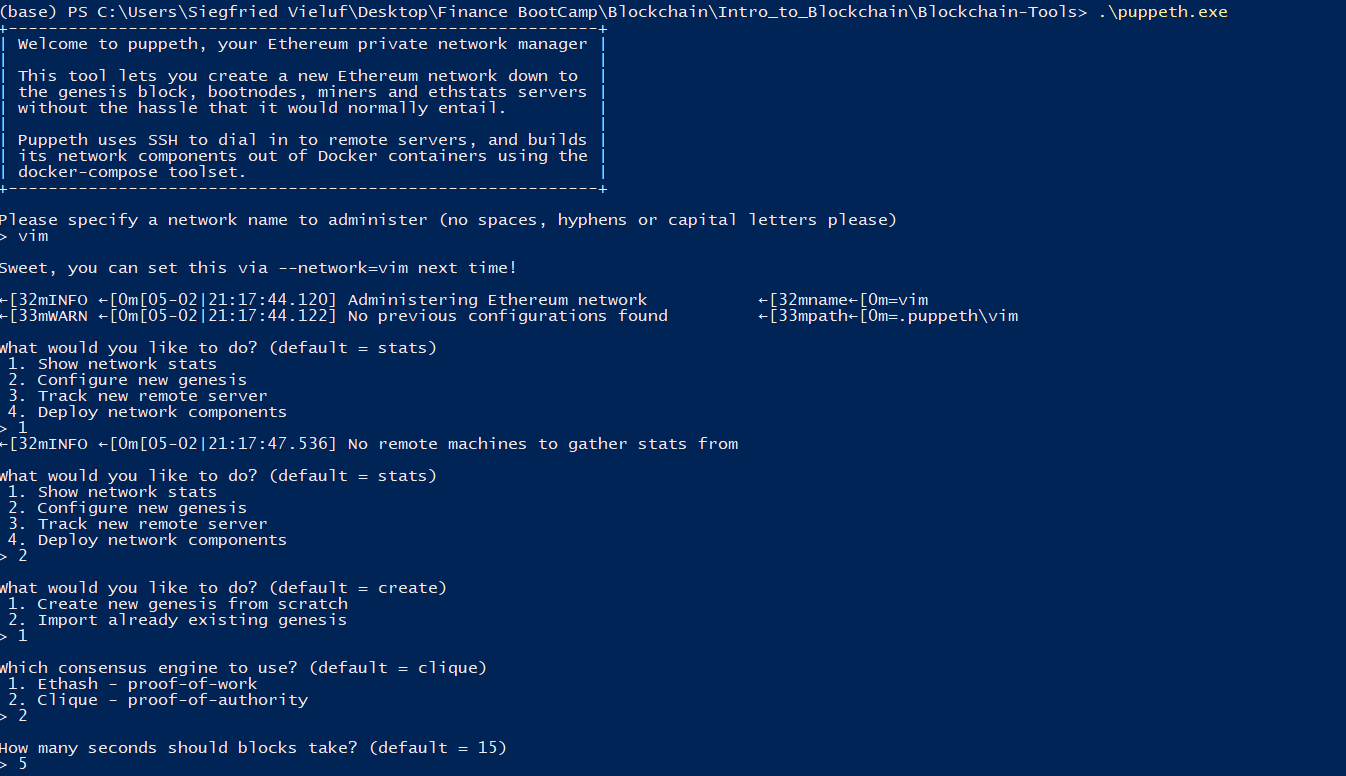 (base) PS C:\Users\Siegfried Vieluf\Desktop\Finance BootCamp\Blockchain\Intro_to_Blockchain\Blockchain-Tools> .\puppeth.exe
+-----------------------------------------------------------+
| Welcome to puppeth, your Ethereum private network manager |
|                                                           |
| This tool lets you create a new Ethereum network down to  |
| the genesis block, bootnodes, miners and ethstats servers |
| without the hassle that it would normally entail.         |
|                                                           |
| Puppeth uses SSH to dial in to remote servers, and builds |
| its network components out of Docker containers using the |
| docker-compose toolset.                                   |
+-----------------------------------------------------------+
Please specify a network name to administer (no spaces, hyphens or capital letters please)
> vim
Sweet, you can set this via --network=vim next time!
←[32mINFO ←[0m[05-02|21:17:44.120] Administering Ethereum network           ←[32mname←[0m=vim
←[33mWARN ←[0m[05-02|21:17:44.122] No previous configurations found         ←[33mpath←[0m=.puppeth\vim
What would you like to do? (default = stats)
 1. Show network stats
 2. Configure new genesis
 3. Track new remote server
 4. Deploy network components
> 1
←[32mINFO ←[0m[05-02|21:17:47.536] No remote machines to gather stats from
What would you like to do? (default = stats)
 1. Show network stats
 2. Configure new genesis
 3. Track new remote server
 4. Deploy network components
> 2
What would you like to do? (default = create)
 1. Create new genesis from scratch
 2. Import already existing genesis
> 1
Which consensus engine to use? (default = clique)
 1. Ethash - proof-of-work
 2. Clique - proof-of-authority
> 2
How many seconds should blocks take? (default = 15)
> 5